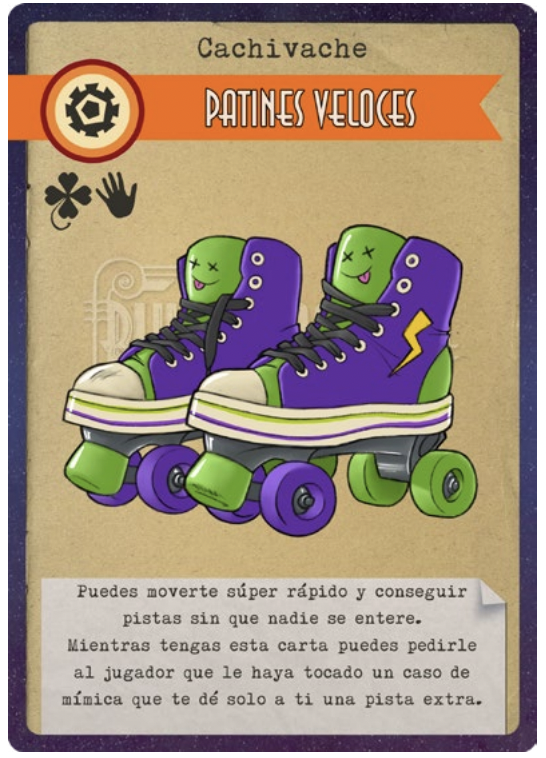 Cachivache
PATINES VELOCES
Puedes moverte súper rápido y conseguir
pistas sin que nadie se entere.
Mientras tengas esta carta puedes pedirle
al jugador que le haya tocado un caso de
mímica que te dé solo a ti una pista extra.